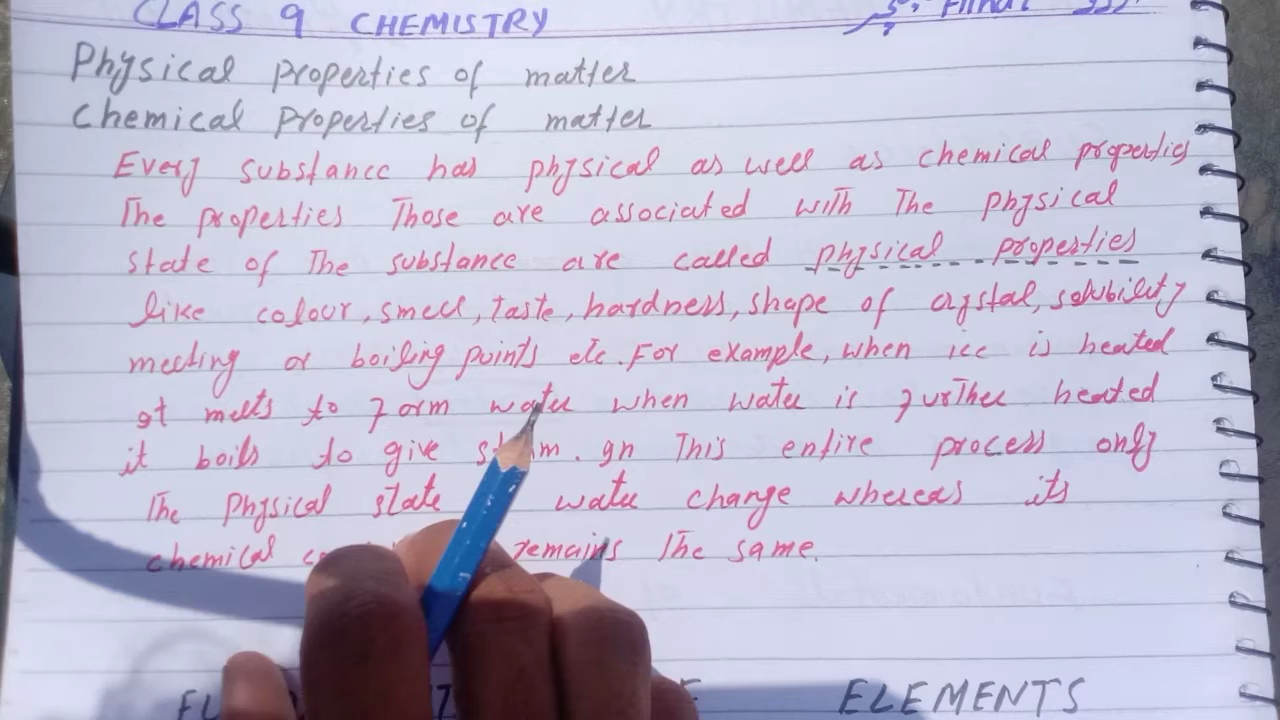 CLASS 9 CHEMISTRY
Physical properties of matter
Chemical properties of matter
Every substance has physical as well as chemical properties
The properties Those are associated with The physical
state of The substance are called physical properties
like colour, smell, taste, hardness, shape of crystal, solubility
melting or boiling points etc. For example, when ice is heated
It melts to form water when water is further heated
it boils to give steam. In This entire process only
The Physical state water change whereas its
chemical remains The same.
ELEMENTS